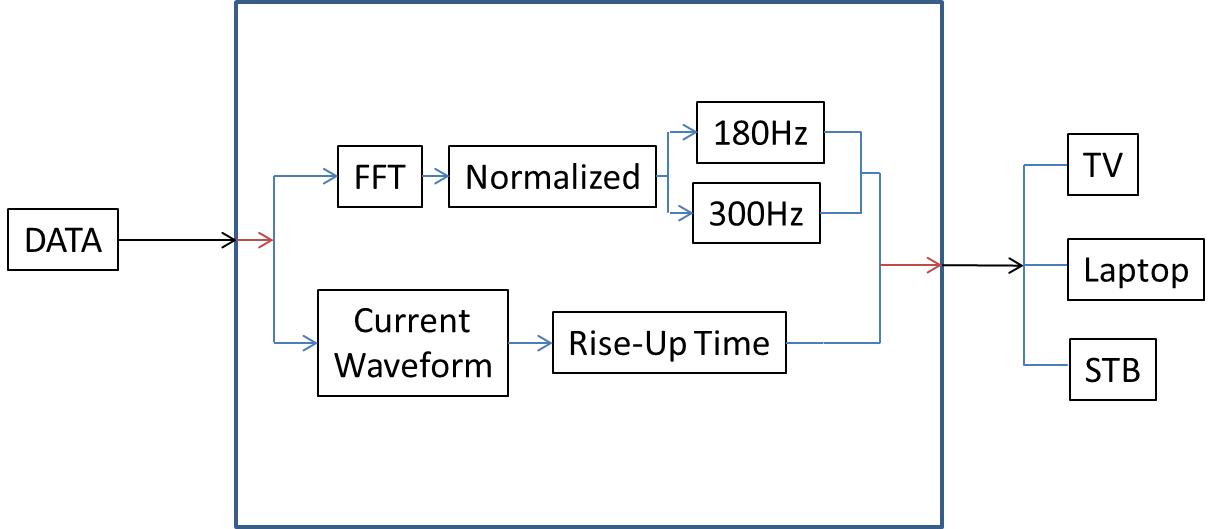 DATA
FFT
Normalized
180Hz
300Hz
Current
Waveform
Rise-Up Time
TV
Laptop
STB